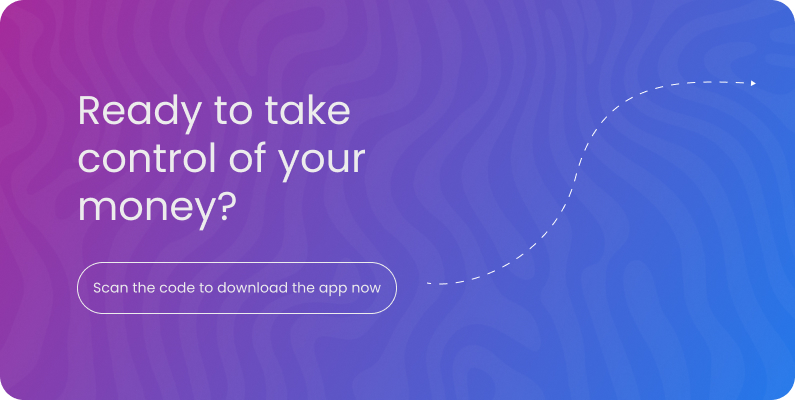 Ready to take
control of your
money?
Scan the code to download the app now